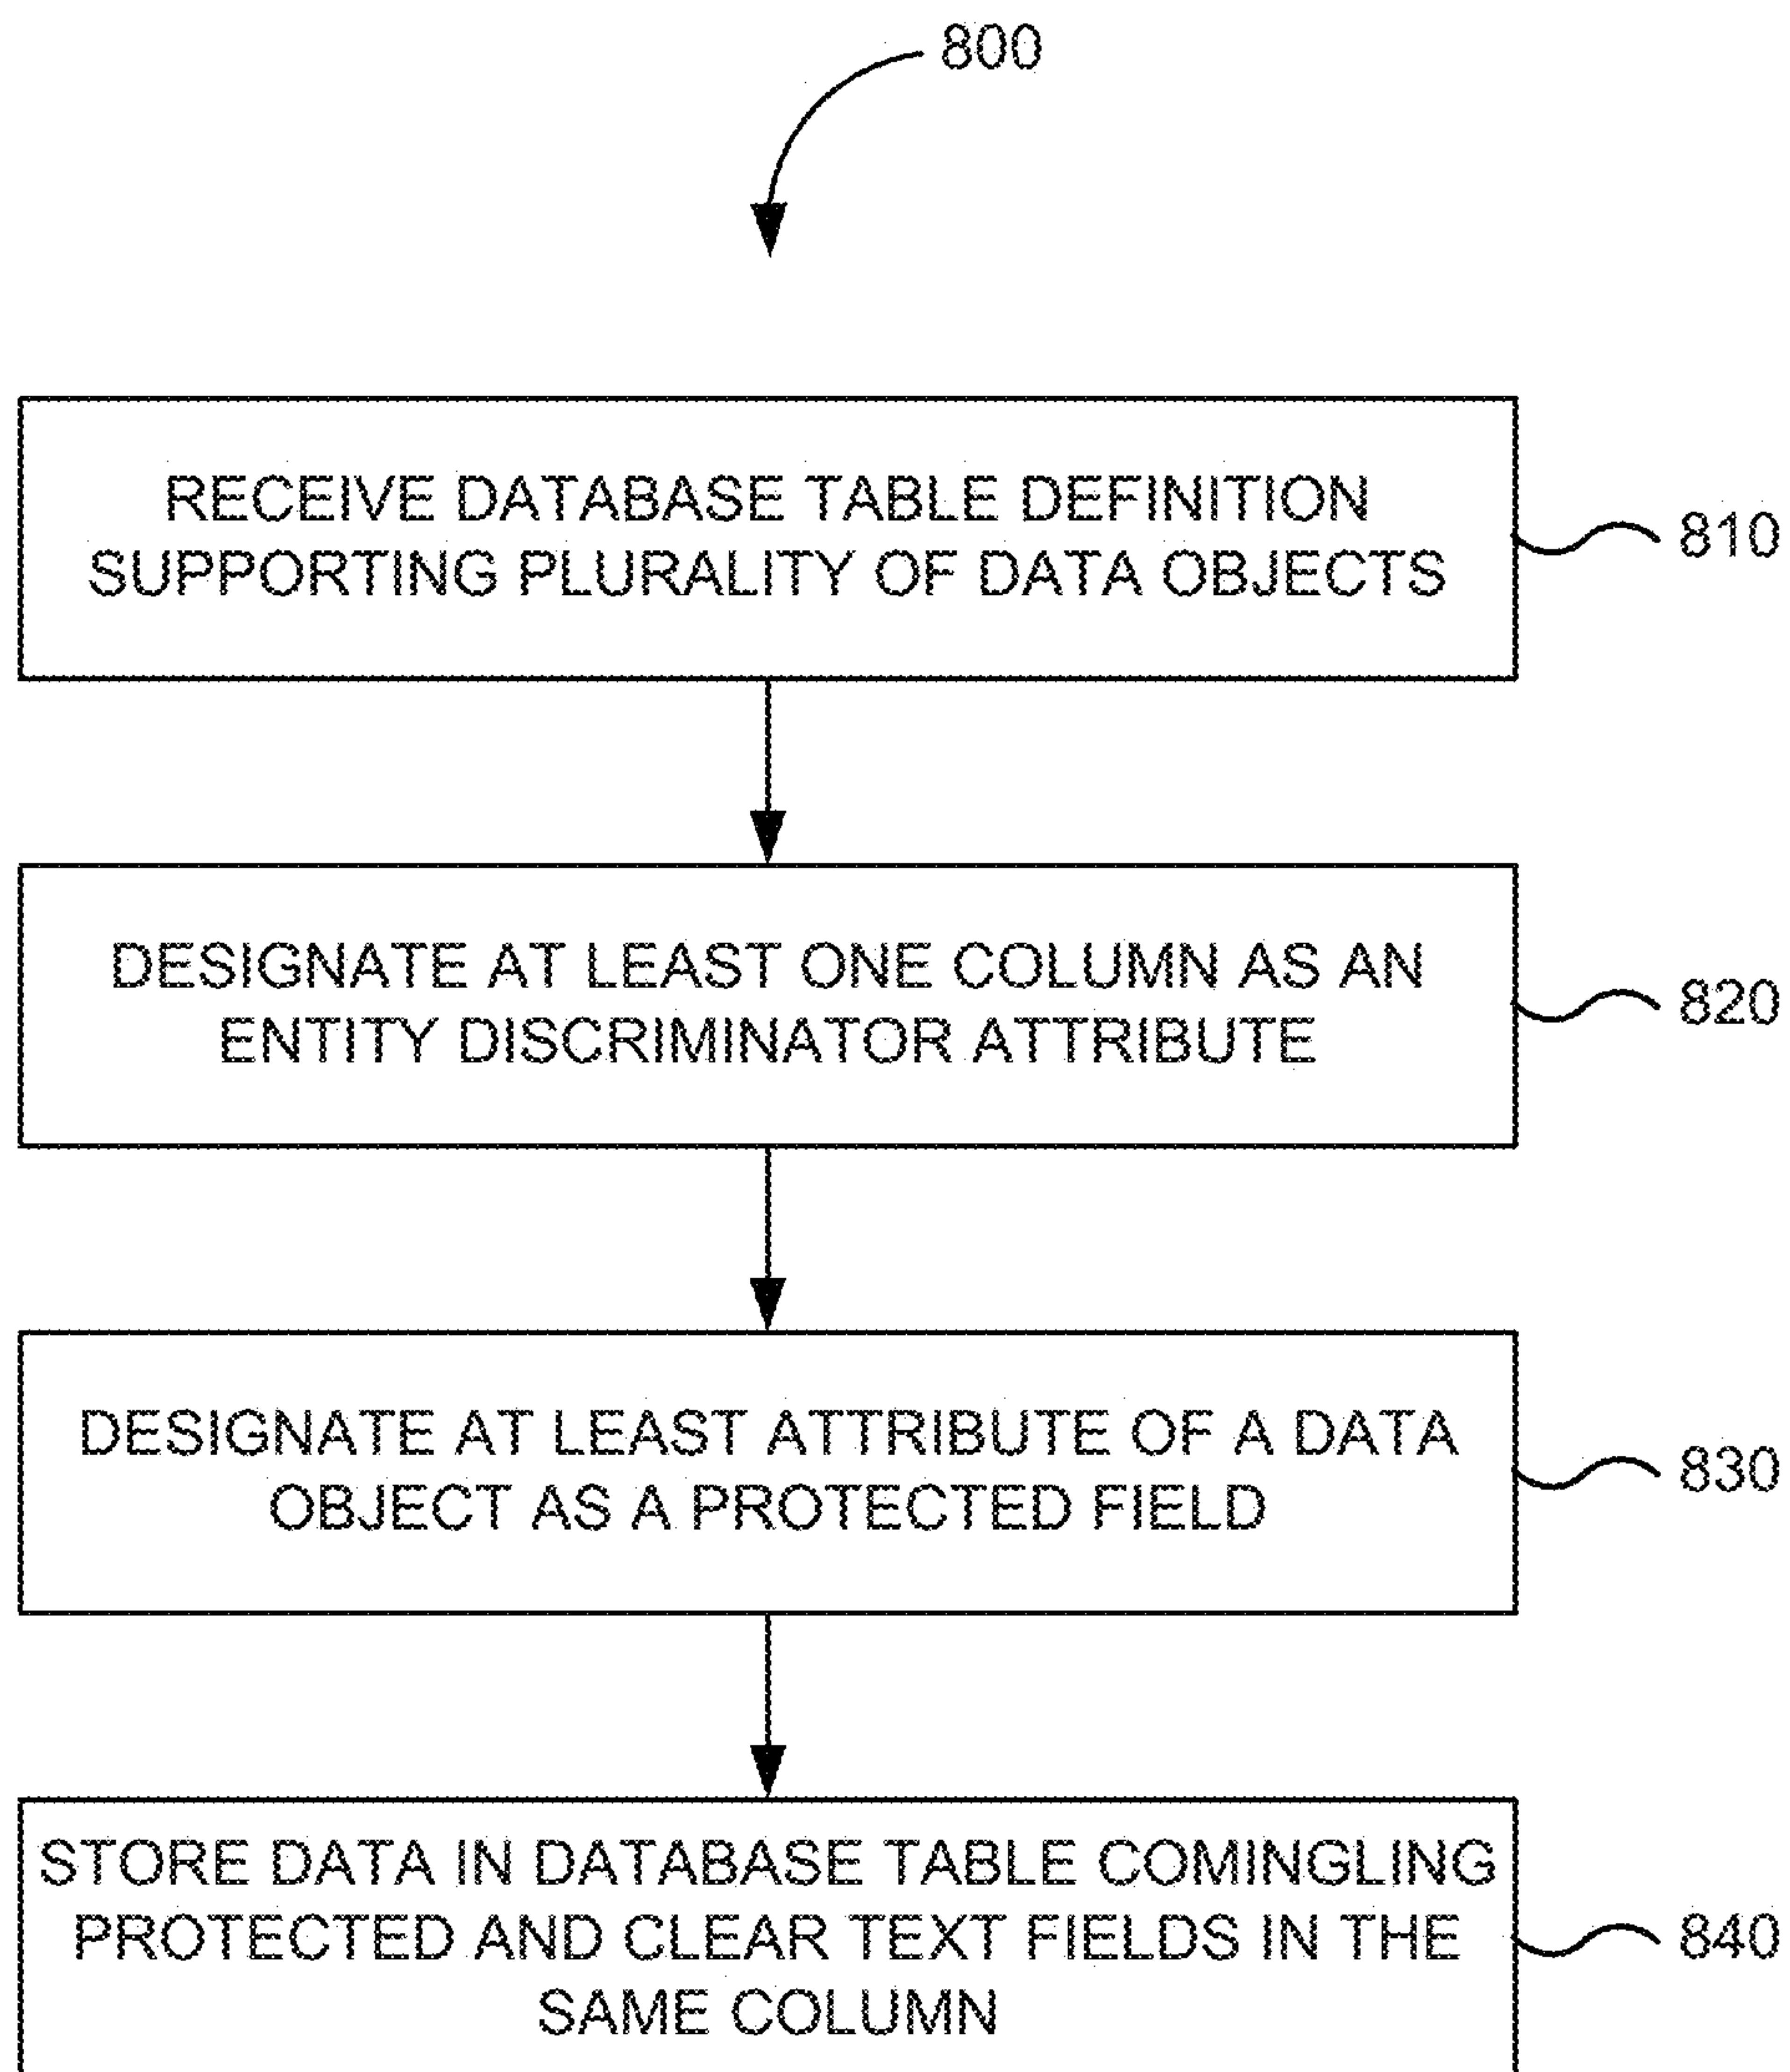 800
RECEIVE DATABASE TABLE DEFINITION
SUPPORTING PLURALITY OF DATA OBJECTS
810
DESIGNATE AT LEAST ONE COLUMN AS AN
ENTITY DISCRIMINATOR ATTRIBUTE
820
DESIGNATE AT LEAST ATTRIBUTE OF A DATA
OBJECT AS A PROTECTED FIELD
830
STORE DATA IN DATABASE TABLE COMINGLING
PROTECTED AND CLEAR TEXT FIELDS IN THE
SAME COLUMN
840